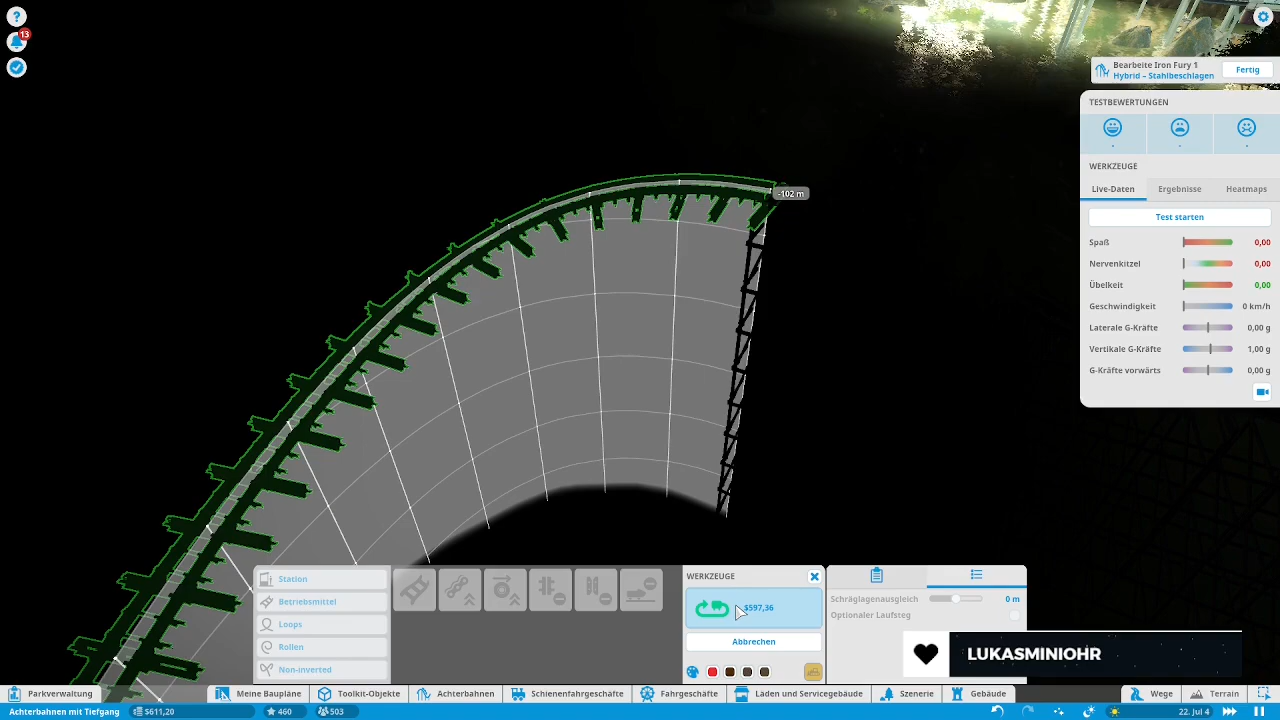 ?
13
Bearbeite Iron Fury 1
Hybrid – Stahlbeschlagen
Fertig
TESTBEWERTUNGEN
- - -
WERKZEUGE
Live-Daten Ergebnisse Heatmaps
Test starten
Spaß 0,00
Nervenkitzel 0,00
Übelkeit 0,00
Geschwindigkeit 0 km/h
Laterale G-Kräfte 0,00 g
Vertikale G-Kräfte 1,00 g
G-Kräfte vorwärts 0,00 g
-102 m
Station
Betriebsmittel
Loops
Rollen
Non-inverted
WERKZEUGE
$597,36
Abbrechen
Schräglagenausgleich 0 m
Optionaler Laufsteg
LUKASMINIOHR
Parkverwaltung Meine Baupläne Toolkit-Objekte Achterbahnen Schienenfahrgeschäfte Fahrgeschäfte Laden und Servicegebäude Szenerie Gebäude Wege Terrain
Achterbahnen mit Tiefgang $611,20 460 503 22. Jul 4